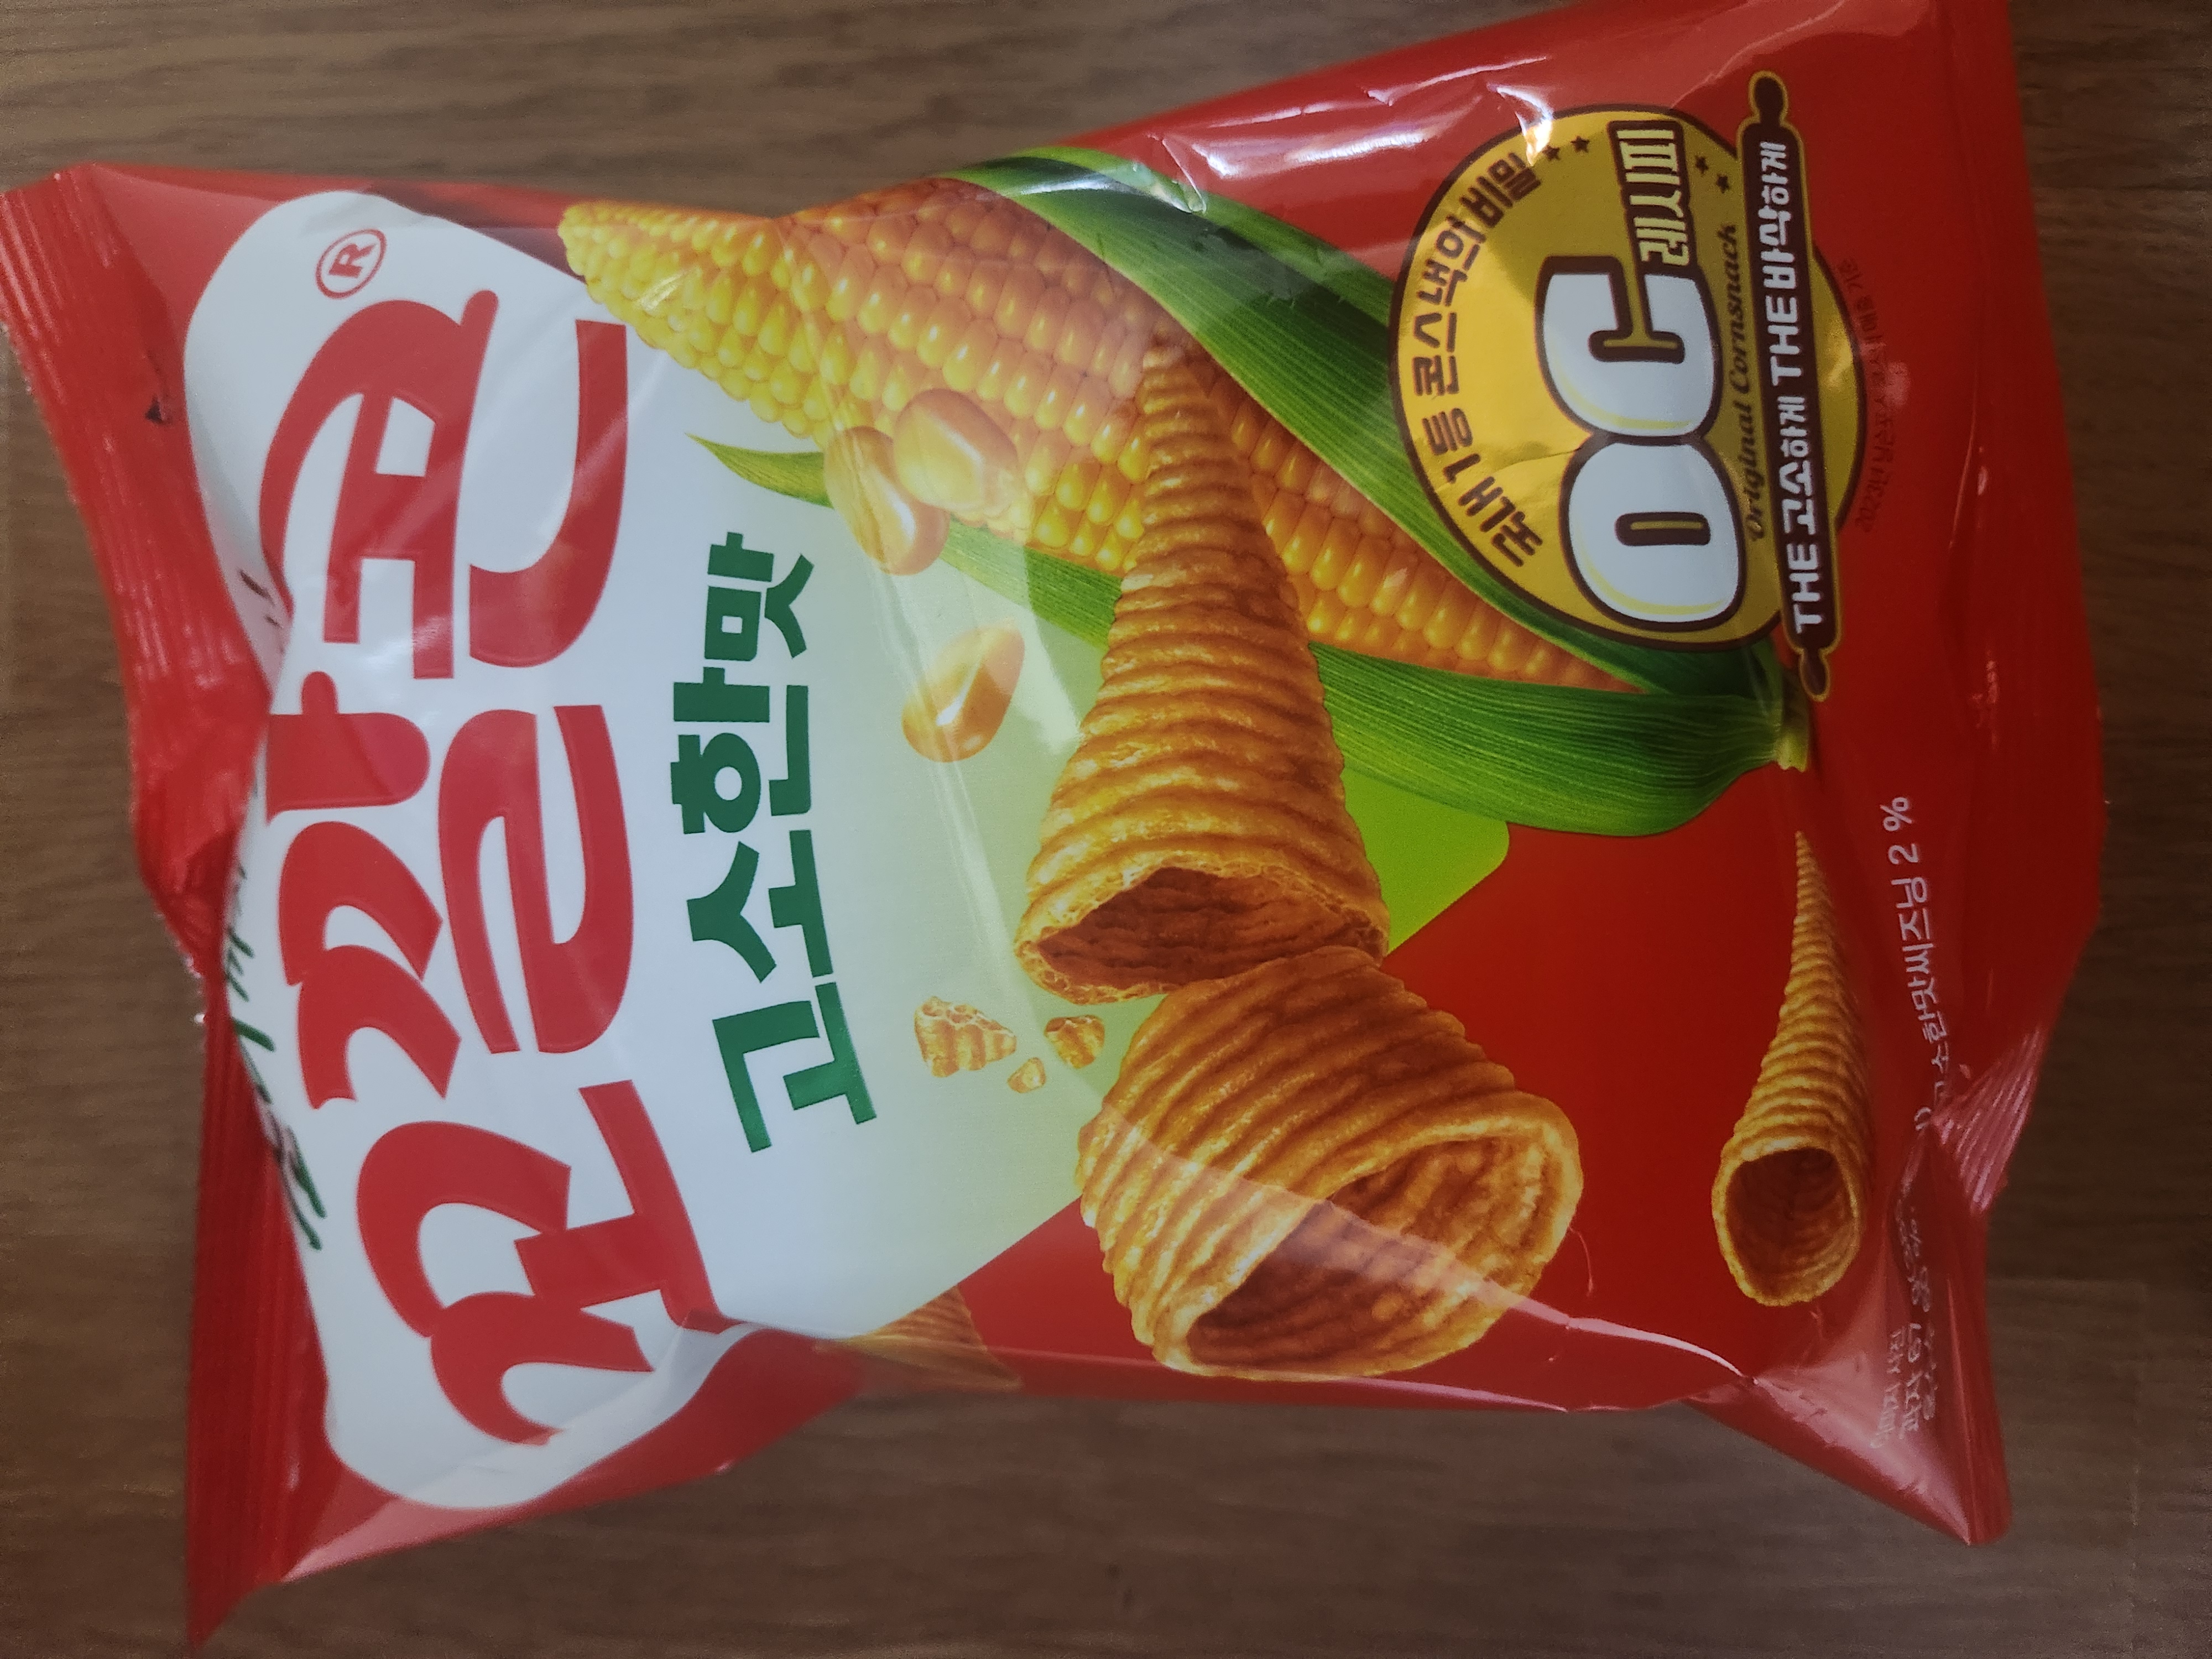 꼬깔콘®
고소한맛
국내 1등 콘스낵의 비밀
OC
레시피
Original Cornsnack
THE 고소하게 THE 바삭하게
고소한맛씨즈닝 2 %